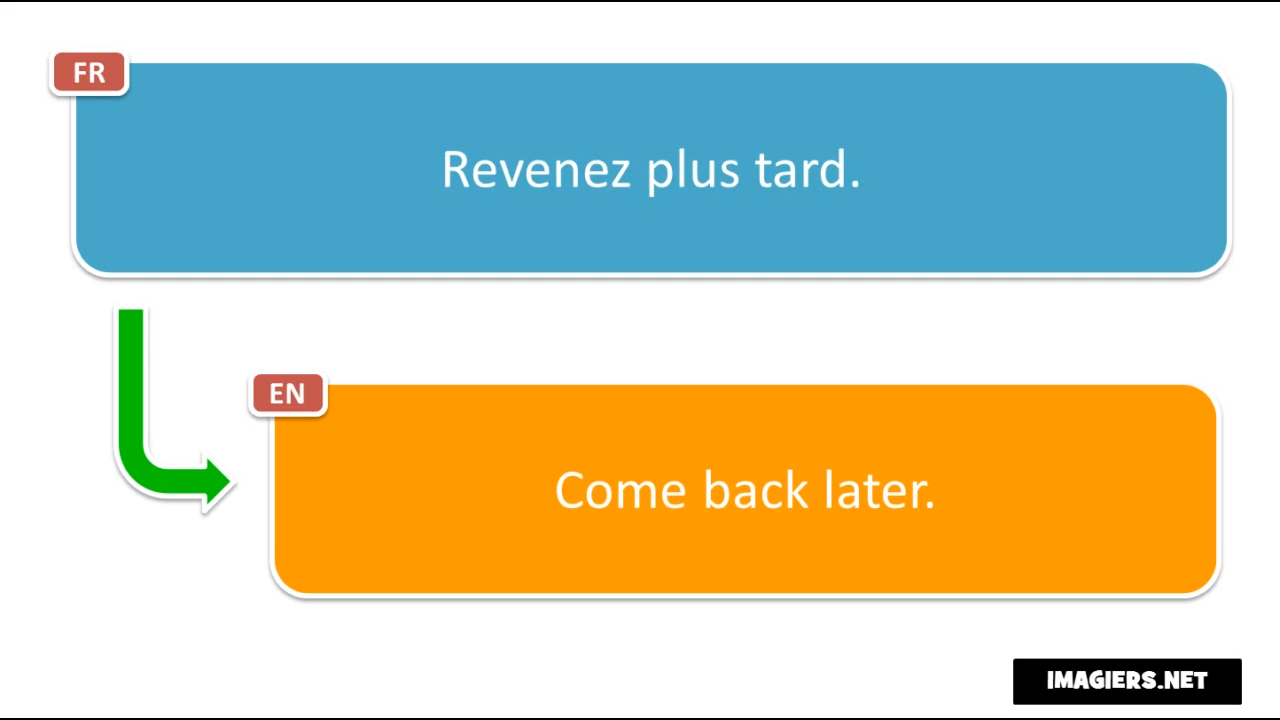 FR
Revenez plus tard.
EN
Come back later.
IMAGIERS.NET